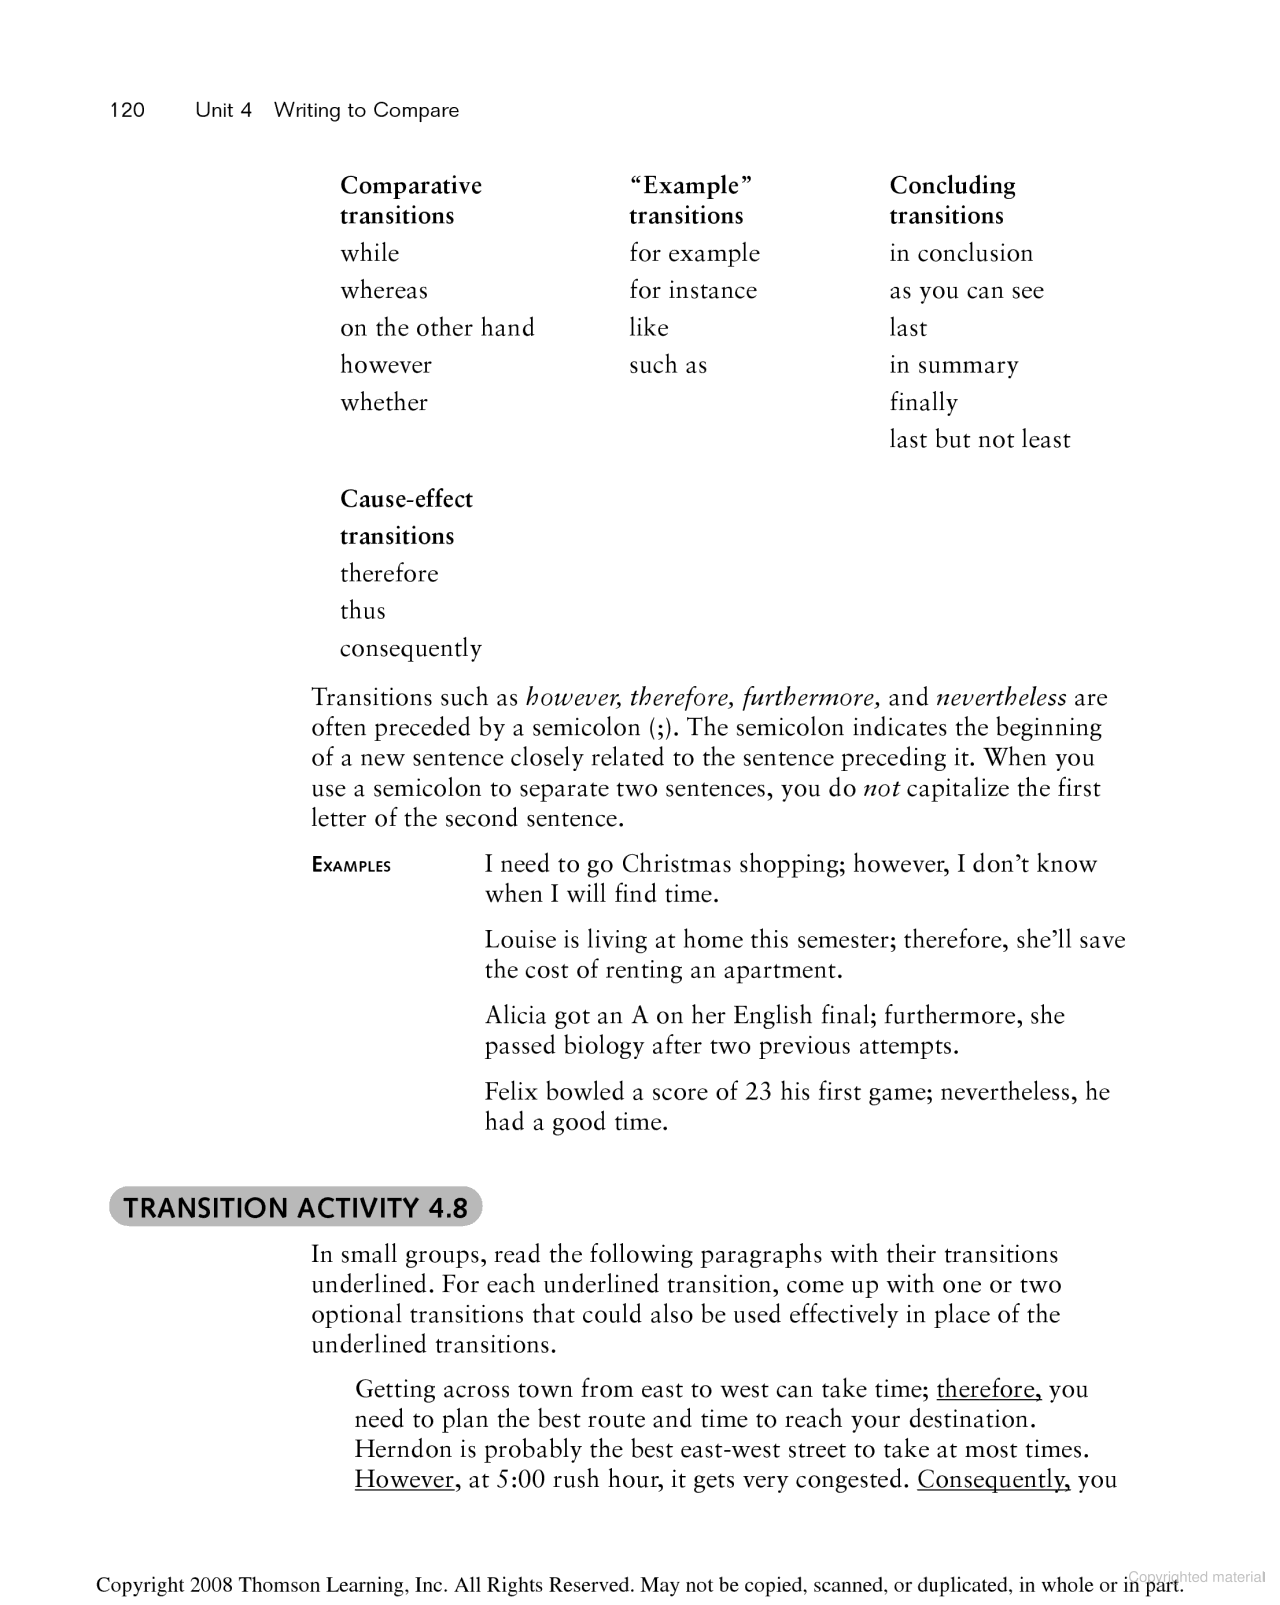 120 Unit 4 Writing to Compare
Comparative transitions
while
whereas
on the other hand
however
whether
“Example” transitions
for example
for instance
like
such as
Concluding transitions
in conclusion
as you can see
last
in summary
finally
last but not least
Cause-effect
transitions
therefore
thus
consequently
Transitions such as however, therefore, furthermore, and nevertheless are
often preceded by a semicolon (;). The semicolon indicates the beginning
of a new sentence closely related to the sentence preceding it. When you
use a semicolon to separate two sentences, you do not capitalize the first
letter of the second sentence.
EXAMPLES I need to go Christmas shopping; however, I don’t know
when I will find time.
Louise is living at home this semester; therefore, she’ll save
the cost of renting an apartment.
Alicia got an A on her English final; furthermore, she
passed biology after two previous attempts.
Felix bowled a score of 23 his first game; nevertheless, he
had a good time.
TRANSITION ACTIVITY 4.8
In small groups, read the following paragraphs with their transitions
underlined. For each underlined transition, come up with one or two
optional transitions that could also be used effectively in place of the
underlined transitions.
Getting across town from east to west can take time; therefore, you
need to plan the best route and time to reach your destination.
Herndon is probably the best east-west street to take at most times.
However, at 5:00 rush hour, it gets very congested. Consequently, you
Copyright 2008 Thomson Learning, Inc. All Rights Reserved. May not be copied, scanned, or duplicated, in whole or in part.
Copyrighted material